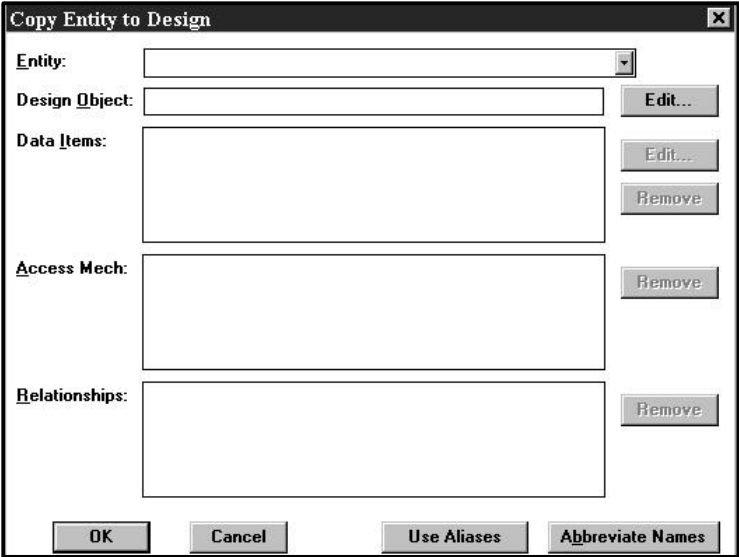 Copy Entity to Design
Entity:
Design Object:
Edit...
Data Items:
Edit...
Remove
Access Mech:
Remove
Relationships:
Remove
OK
Cancel
Use Aliases
Abbreviate Names